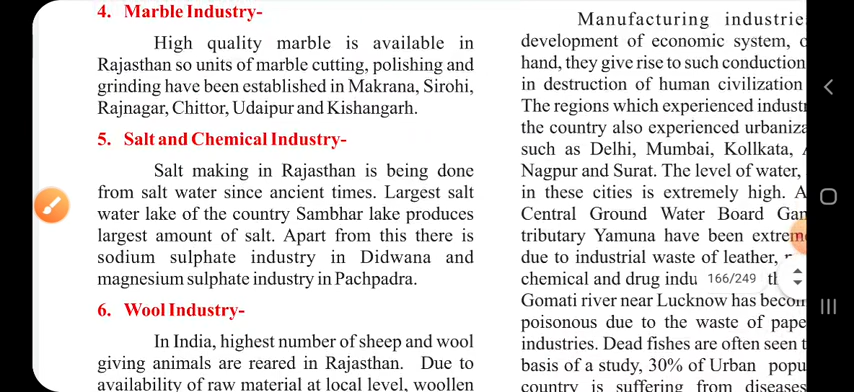 4. Marble Industry-
High quality marble is available in
Rajasthan so units of marble cutting, polishing and
grinding have been established in Makrana, Sirohi,
Rajnagar, Chittor, Udaipur and Kishangarh.
5. Salt and Chemical Industry-
Salt making in Rajasthan is being done
from salt water since ancient times. Largest salt
water lake of the country Sambhar lake produces
largest amount of salt. Apart from this there is
sodium sulphate industry in Didwana and
magnesium sulphate industry in Pachpadra.
6. Wool Industry-
In India, highest number of sheep and wool
giving animals are reared in Rajasthan. Due to
availability of raw material at local level, woollen
Manufacturing industrie
development of economic system,
hand, they give rise to such conduction
in destruction of human civilization
The regions which experienced indust
the country also experienced urbaniza
such as Delhi, Mumbai, Kollkata,
Nagpur and Surat. The level of water,
in these cities is extremely high. A
Central Ground Water Board Gan
tributary Yamuna have been extrem
due to industrial waste of leather,
chemical and drug indu
166/249
Gomati river near Lucknow has becom
poisonous due to the waste of pape
industries. Dead fishes are often seen t
basis of a study, 30% of Urban popu
country is suffering from diseases